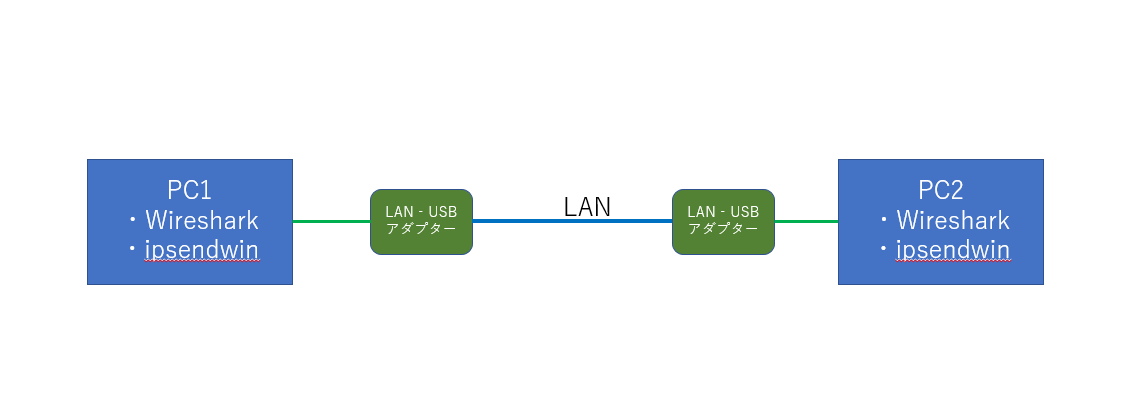 PC1
・Wireshark
・ipsendwin
LAN - USB
アダプター
LAN
LAN - USB
アダプター
PC2
・Wireshark
・ipsendwin